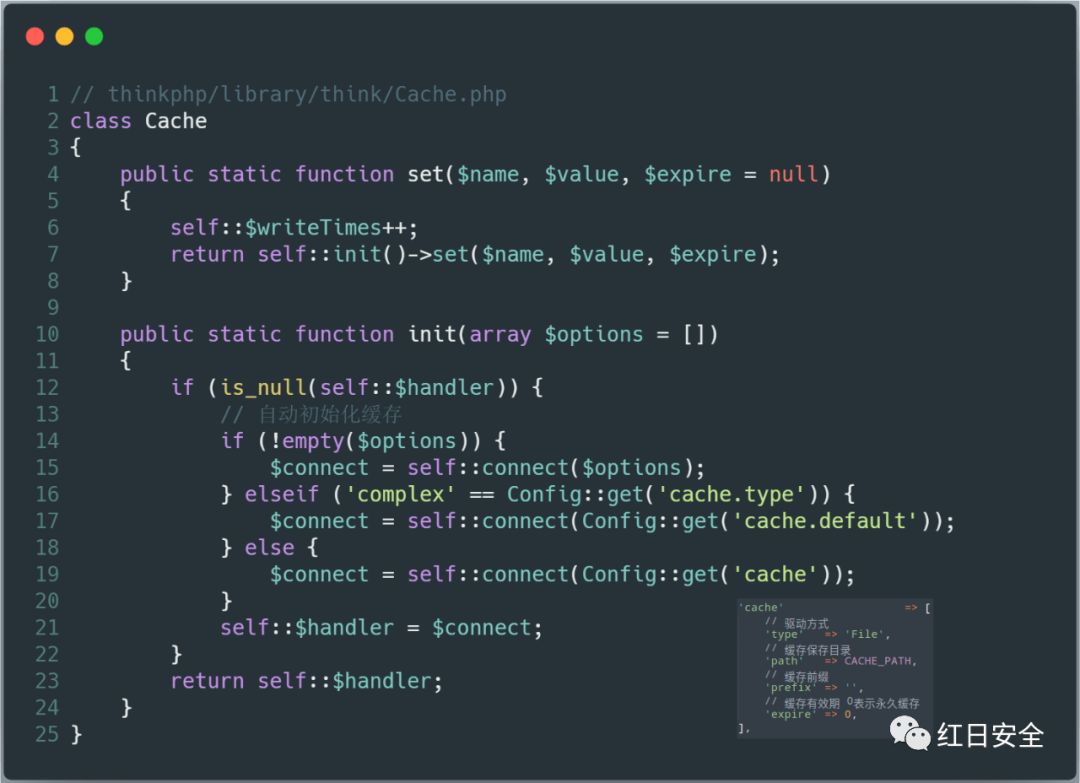 1 // thinkphp/library/think/Cache.php
2 class Cache
3 {
4     public static function set($name, $value, $expire = null)
5     {
6         self::$writeTimes++;
7         return self::init()->set($name, $value, $expire);
8     }
9
10     public static function init(array $options = [])
11     {
12         if (is_null(self::$handler)) {
13             // 自动初始化缓存
14             if (!empty($options)) {
15                 $connect = self::connect($options);
16             } elseif ('complex' == Config::get('cache.type')) {
17                 $connect = self::connect(Config::get('cache.default'));
18             } else {
19                 $connect = self::connect(Config::get('cache'));
20             }
21             self::$handler = $connect;
22         }
23         return self::$handler;
24     }
25 }
'cache' => [
// 驱动方式
'type' => 'File',
// 缓存保存目录
'path' => CACHE_PATH,
// 缓存前缀
'prefix' => '',
// 缓存有效期 0表示永久缓存
'expire' => 0,
],
红日安全